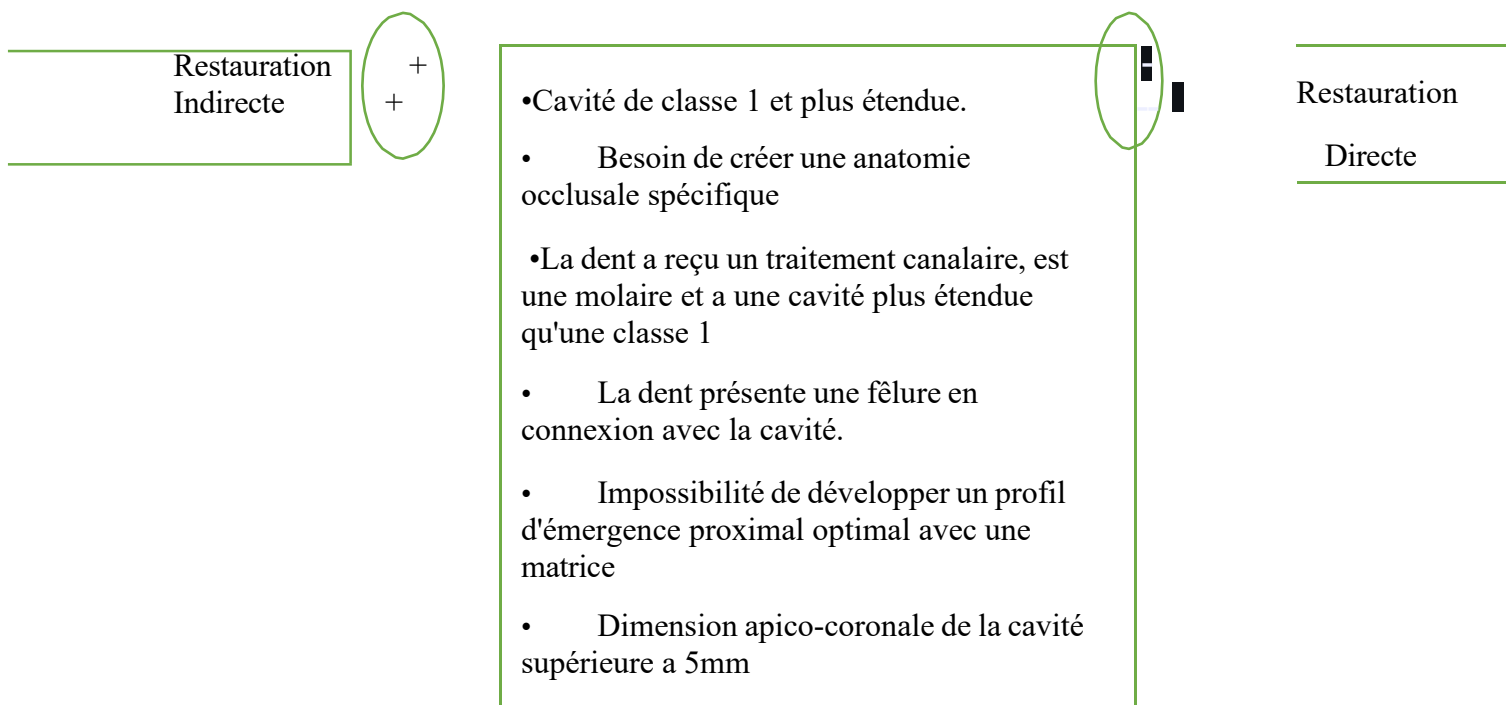 Restauration +
Indirecte +
•Cavité de classe 1 et plus étendue.
• Besoin de créer une anatomie
occlusale spécifique
•La dent a reçu un traitement canalaire, est
une molaire et a une cavité plus étendue
qu'une classe 1
• La dent présente une fêlure en
connexion avec la cavité.
• Impossibilité de développer un profil
d'émergence proximal optimal avec une
matrice
• Dimension apico-coronale de la cavité
supérieure a 5mm
Restauration
Directe